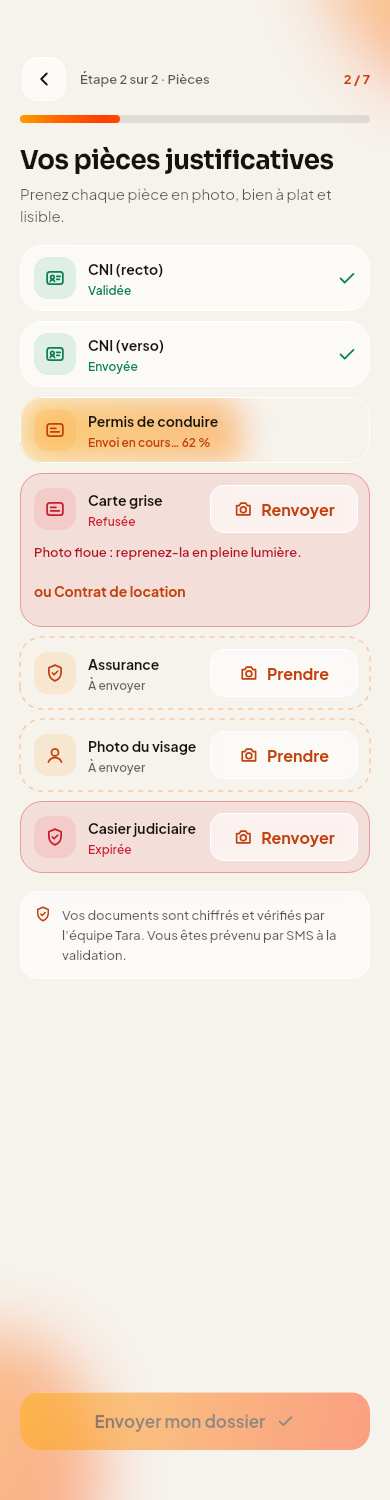 Étape 2 sur 2 · Pièces
2 / 7
Vos pièces justificatives
Prenez chaque pièce en photo, bien à plat et
lisible.
CNI (recto)
Validée
CNI (verso)
Envoyée
Permis de conduire
Envoi en cours… 62 %
Carte grise
Refusée
Renvoyer
Photo floue : reprenez-la en pleine lumière.
ou Contrat de location
Assurance
À envoyer
Prendre
Photo du visage
À envoyer
Prendre
Casier judiciaire
Expirée
Renvoyer
Vos documents sont chiffrés et vérifiés par
l'équipe Tara. Vous êtes prévenu par SMS à la
validation.
Envoyer mon dossier